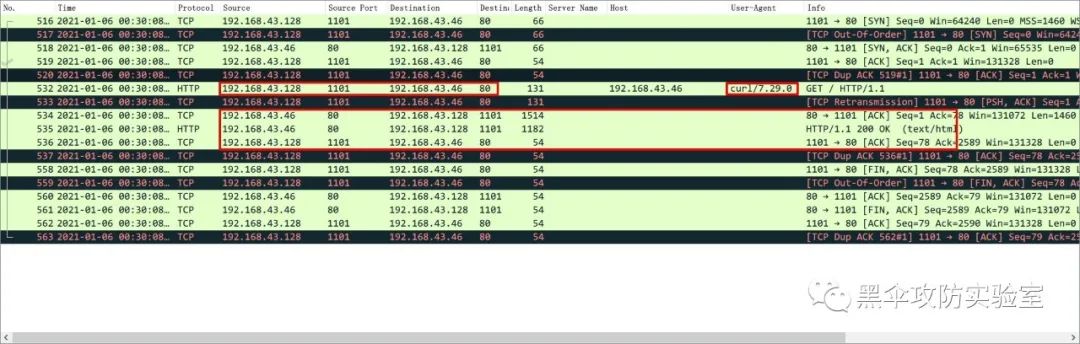 No. Time Protocol Source Source Port Destination Destina Length Server Name Host User-Agent Info
516 2021-01-06 00:30:08… TCP 192.168.43.128 1101 192.168.43.46 80 66 1101 → 80 [SYN] Seq=0 Win=64240 Len=0 MSS=1460 WS
517 2021-01-06 00:30:08… TCP 192.168.43.128 1101 192.168.43.46 80 66 [TCP Out-Of-Order] 1101 → 80 [SYN] Seq=0 Win=6424
518 2021-01-06 00:30:08… TCP 192.168.43.46 80 192.168.43.128 1101 66 80 → 1101 [SYN, ACK] Seq=0 Ack=1 Win=65535 Len=0
519 2021-01-06 00:30:08… TCP 192.168.43.128 1101 192.168.43.46 80 54 1101 → 80 [ACK] Seq=1 Ack=1 Win=131328 Len=0
520 2021-01-06 00:30:08… TCP 192.168.43.128 1101 192.168.43.46 80 54 [TCP Dup ACK 519#1] 1101 → 80 [ACK] Seq=1 Ack=1 W
532 2021-01-06 00:30:08… HTTP 192.168.43.128 1101 192.168.43.46 80 131 192.168.43.46 curl/7.29.0 GET / HTTP/1.1
533 2021-01-06 00:30:08… TCP 192.168.43.128 1101 192.168.43.46 80 131 [TCP Retransmission] 1101 → 80 [PSH, ACK] Seq=1 A
534 2021-01-06 00:30:08… TCP 192.168.43.46 80 192.168.43.128 1101 1514 80 → 1101 [ACK] Seq=1 Ack=78 Win=131072 Len=1460
535 2021-01-06 00:30:08… HTTP 192.168.43.46 80 192.168.43.128 1101 1182 HTTP/1.1 200 OK (text/html)
536 2021-01-06 00:30:08… TCP 192.168.43.128 1101 192.168.43.46 80 54 1101 → 80 [ACK] Seq=78 Ack=2589 Win=131328 Len=0
537 2021-01-06 00:30:08… TCP 192.168.43.128 1101 192.168.43.46 80 54 [TCP Dup ACK 536#1] 1101 → 80 [ACK] Seq=78 Ack=25
558 2021-01-06 00:30:08… TCP 192.168.43.128 1101 192.168.43.46 80 54 1101 → 80 [FIN, ACK] Seq=78 Ack=2589 Win=131328 L
559 2021-01-06 00:30:08… TCP 192.168.43.128 1101 192.168.43.46 80 54 [TCP Out-Of-Order] 1101 → 80 [FIN, ACK] Seq=78 Ac
560 2021-01-06 00:30:08… TCP 192.168.43.46 80 192.168.43.128 1101 54 80 → 1101 [ACK] Seq=2589 Ack=79 Win=131072 Len=0
561 2021-01-06 00:30:08… TCP 192.168.43.46 80 192.168.43.128 1101 54 80 → 1101 [FIN, ACK] Seq=2589 Ack=79 Win=131072 L
562 2021-01-06 00:30:08… TCP 192.168.43.128 1101 192.168.43.46 80 54 1101 → 80 [ACK] Seq=79 Ack=2590 Win=131328 Len=0
563 2021-01-06 00:30:08… TCP 192.168.43.128 1101 192.168.43.46 80 54 [TCP Dup ACK 562#1] 1101 → 80 [ACK] Seq=79 Ack=25
黑伞攻防实验室